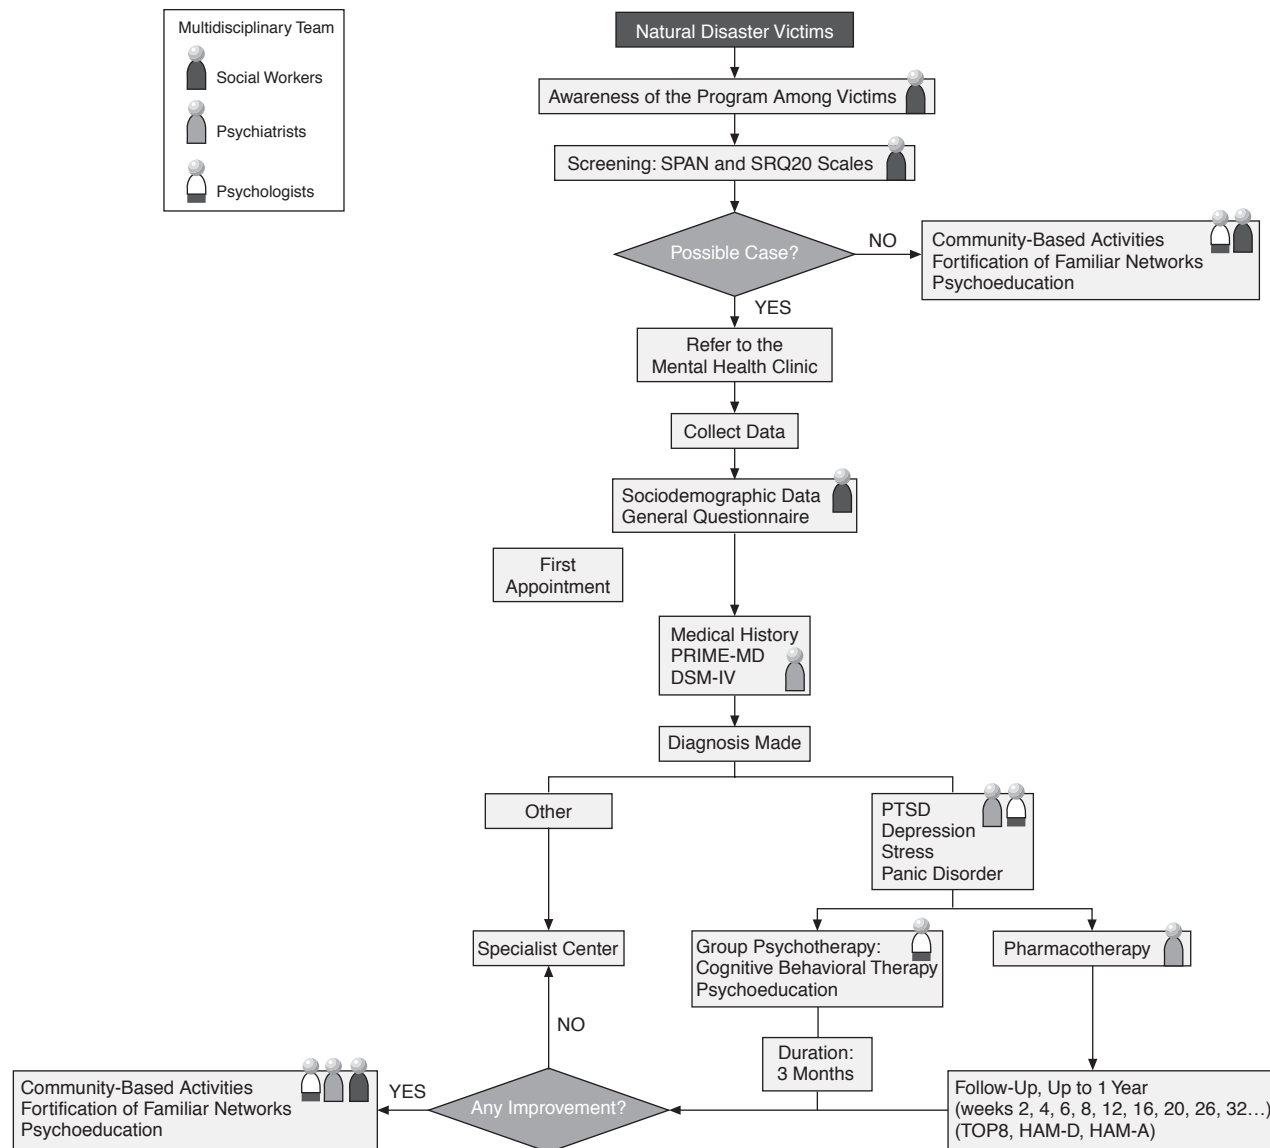 Multidisciplinary Team
Social Workers
Psychiatrists
Psychologists
Natural Disaster Victims
Awareness of the Program Among Victims
Screening: SPAN and SRQ20 Scales
Possible Case?
NO
Community-Based Activities
Fortification of Familiar Networks
Psychoeducation
YES
Refer to the
Mental Health Clinic
Collect Data
Sociodemographic Data
General Questionnaire
First
Appointment
Medical History
PRIME-MD
DSM-IV
Diagnosis Made
Other
PTSD
Depression
Stress
Panic Disorder
Specialist Center
Group Psychotherapy:
Cognitive Behavioral Therapy
Psychoeducation
Pharmacotherapy
NO
Duration:
3 Months
Community-Based Activities
Fortification of Familiar Networks
Psychoeducation
YES
Any Improvement?
Follow-Up, Up to 1 Year
(weeks 2, 4, 6, 8, 12, 16, 20, 26, 32…)
(TOP8, HAM-D, HAM-A)